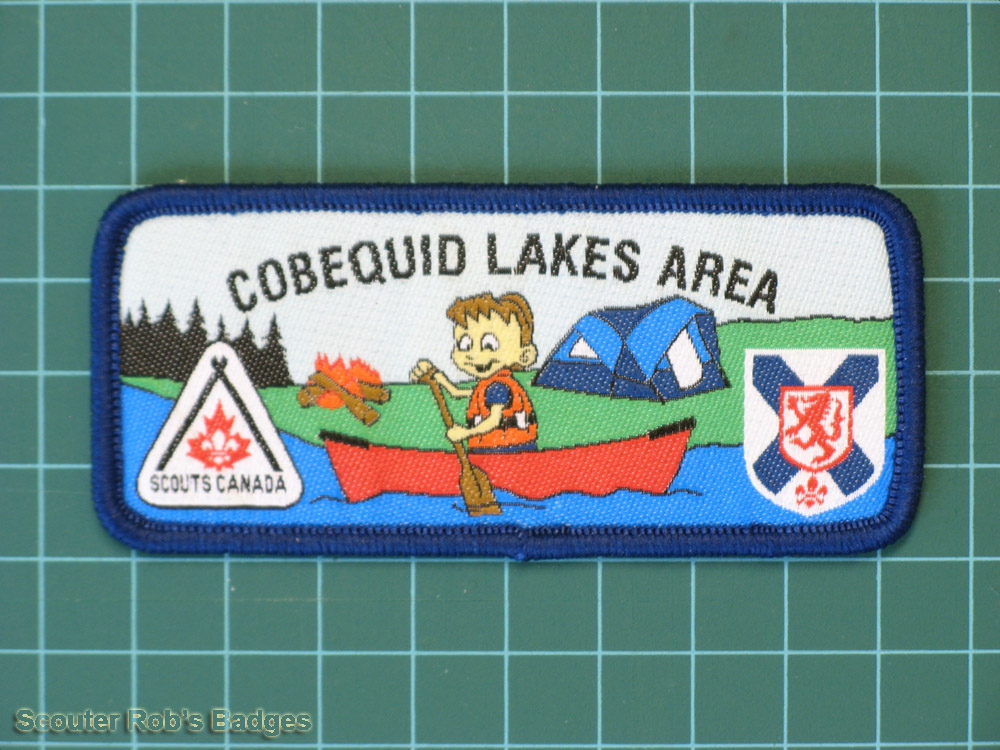 COBEQUID LAKES AREA
SCOUTS CANADA
Scouter Rob's Badges